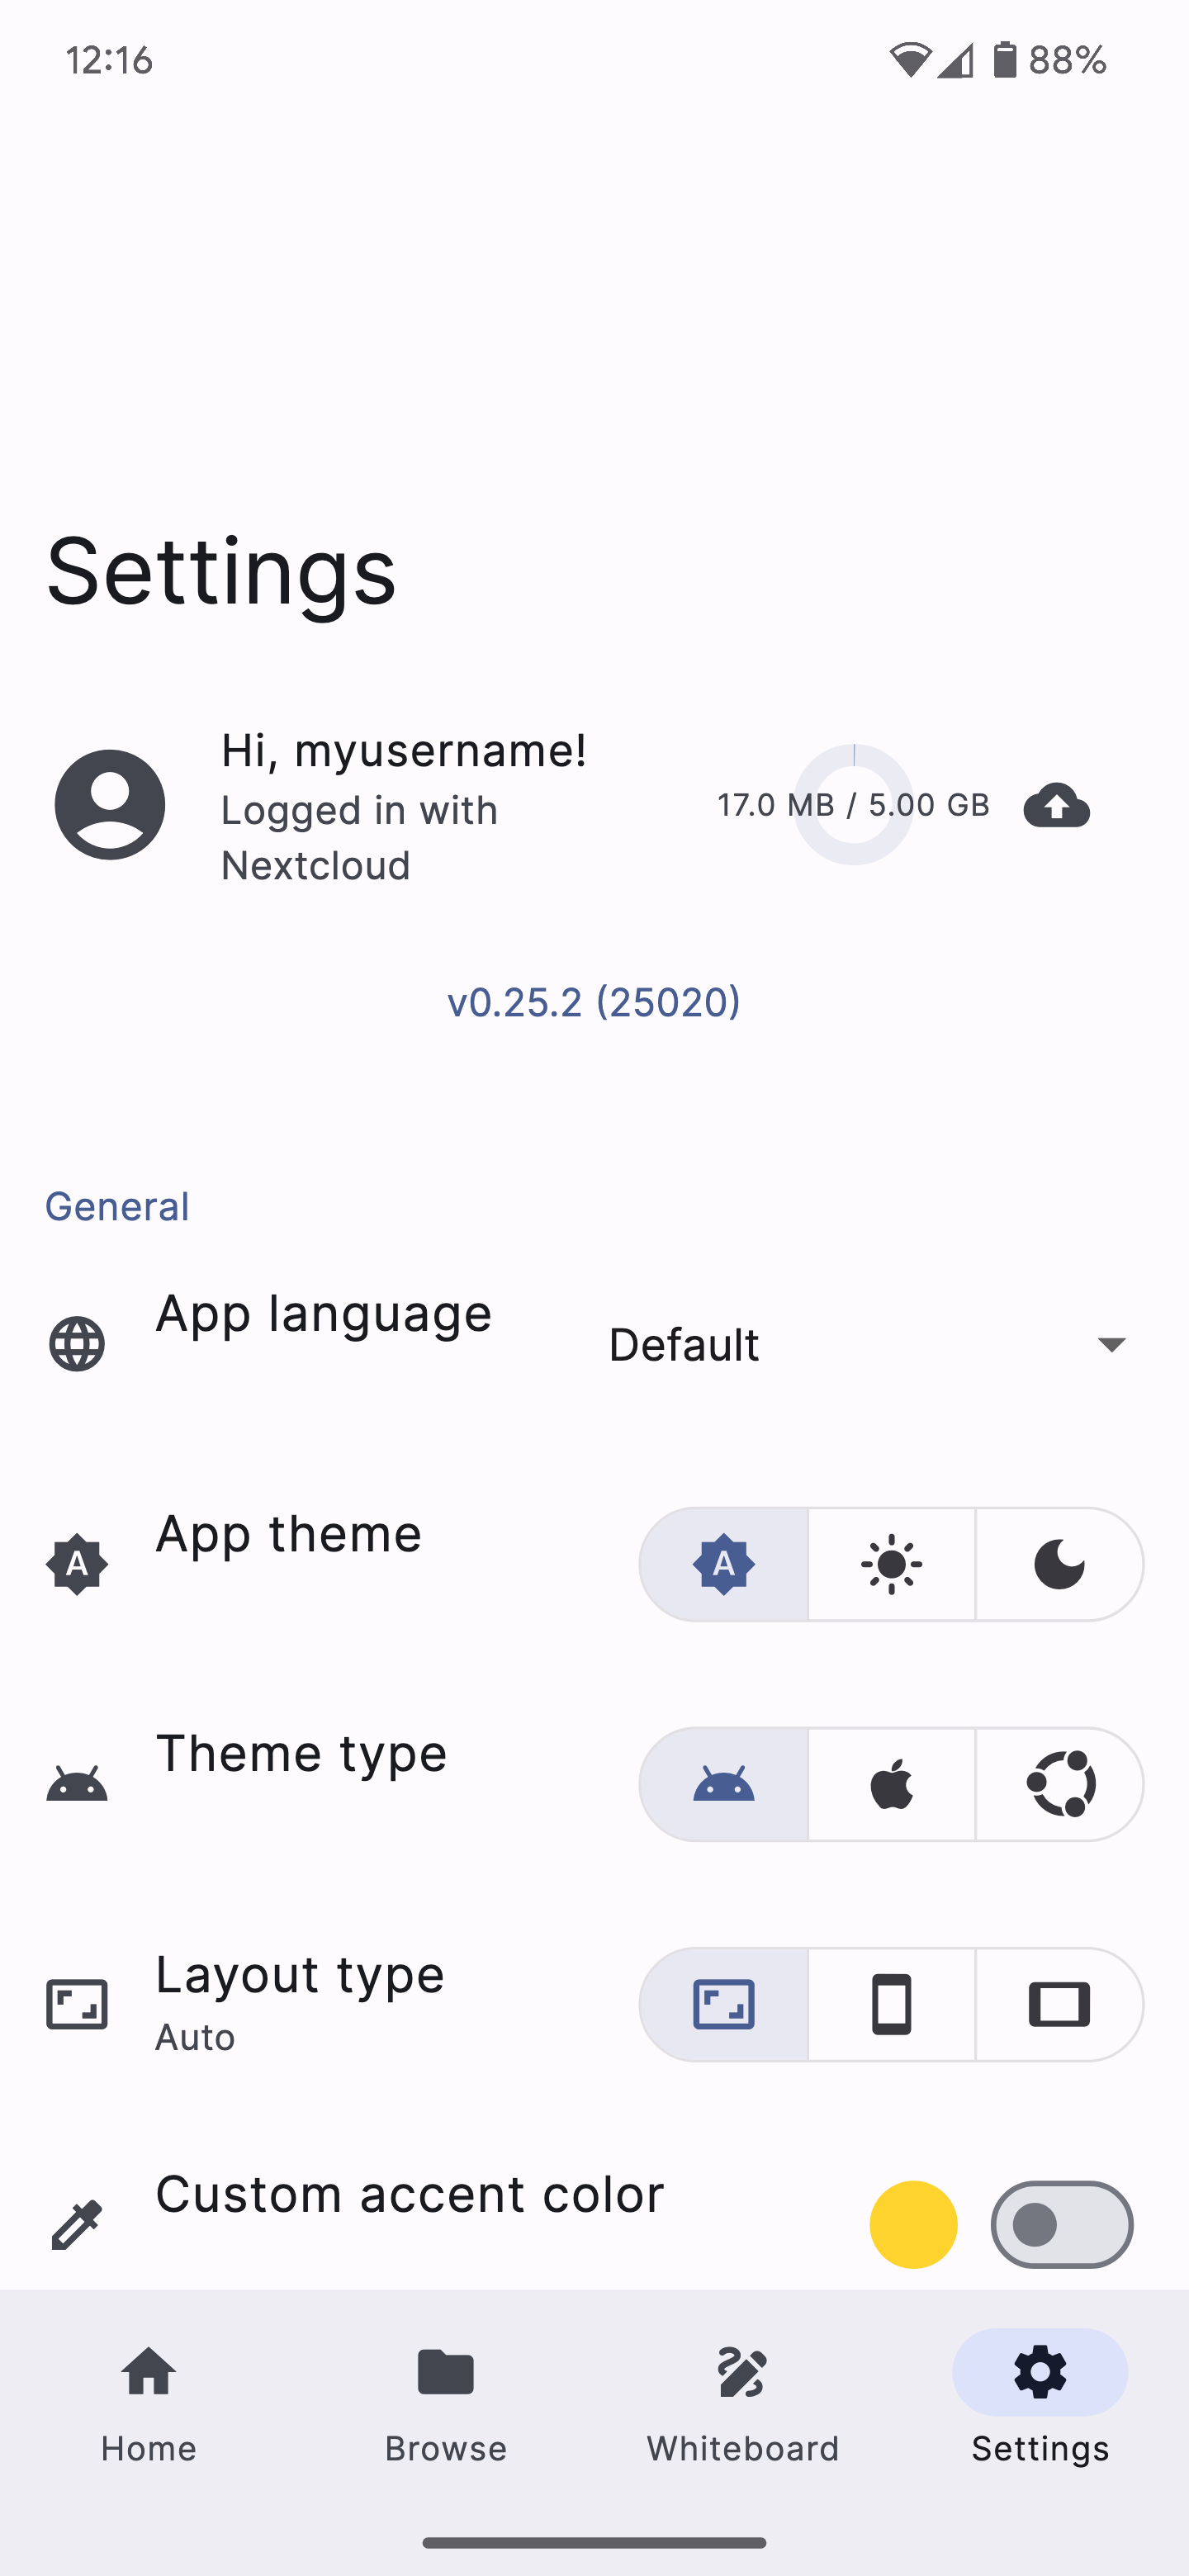 12:16
88%
Settings
Hi, myusername!
Logged in with
Nextcloud
17.0 MB / 5.00 GB
v0.25.2 (25020)
General
App language
Default
A
App theme
A
Theme type
Layout type
Auto
Custom accent color
Home
Browse
Whiteboard
Settings